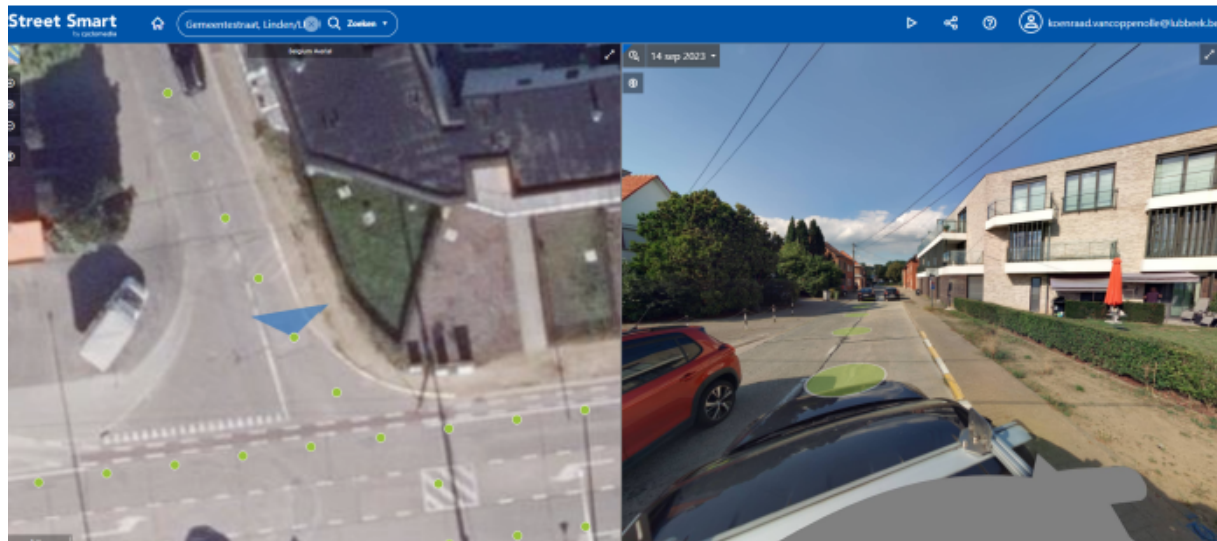 Street Smart
by cyclomedia
Gemeentestraat, Linden/L
Zoeken
koenraad.vancoppenolle@lubbeek.be
Belgium Aerial
14 sep 2023